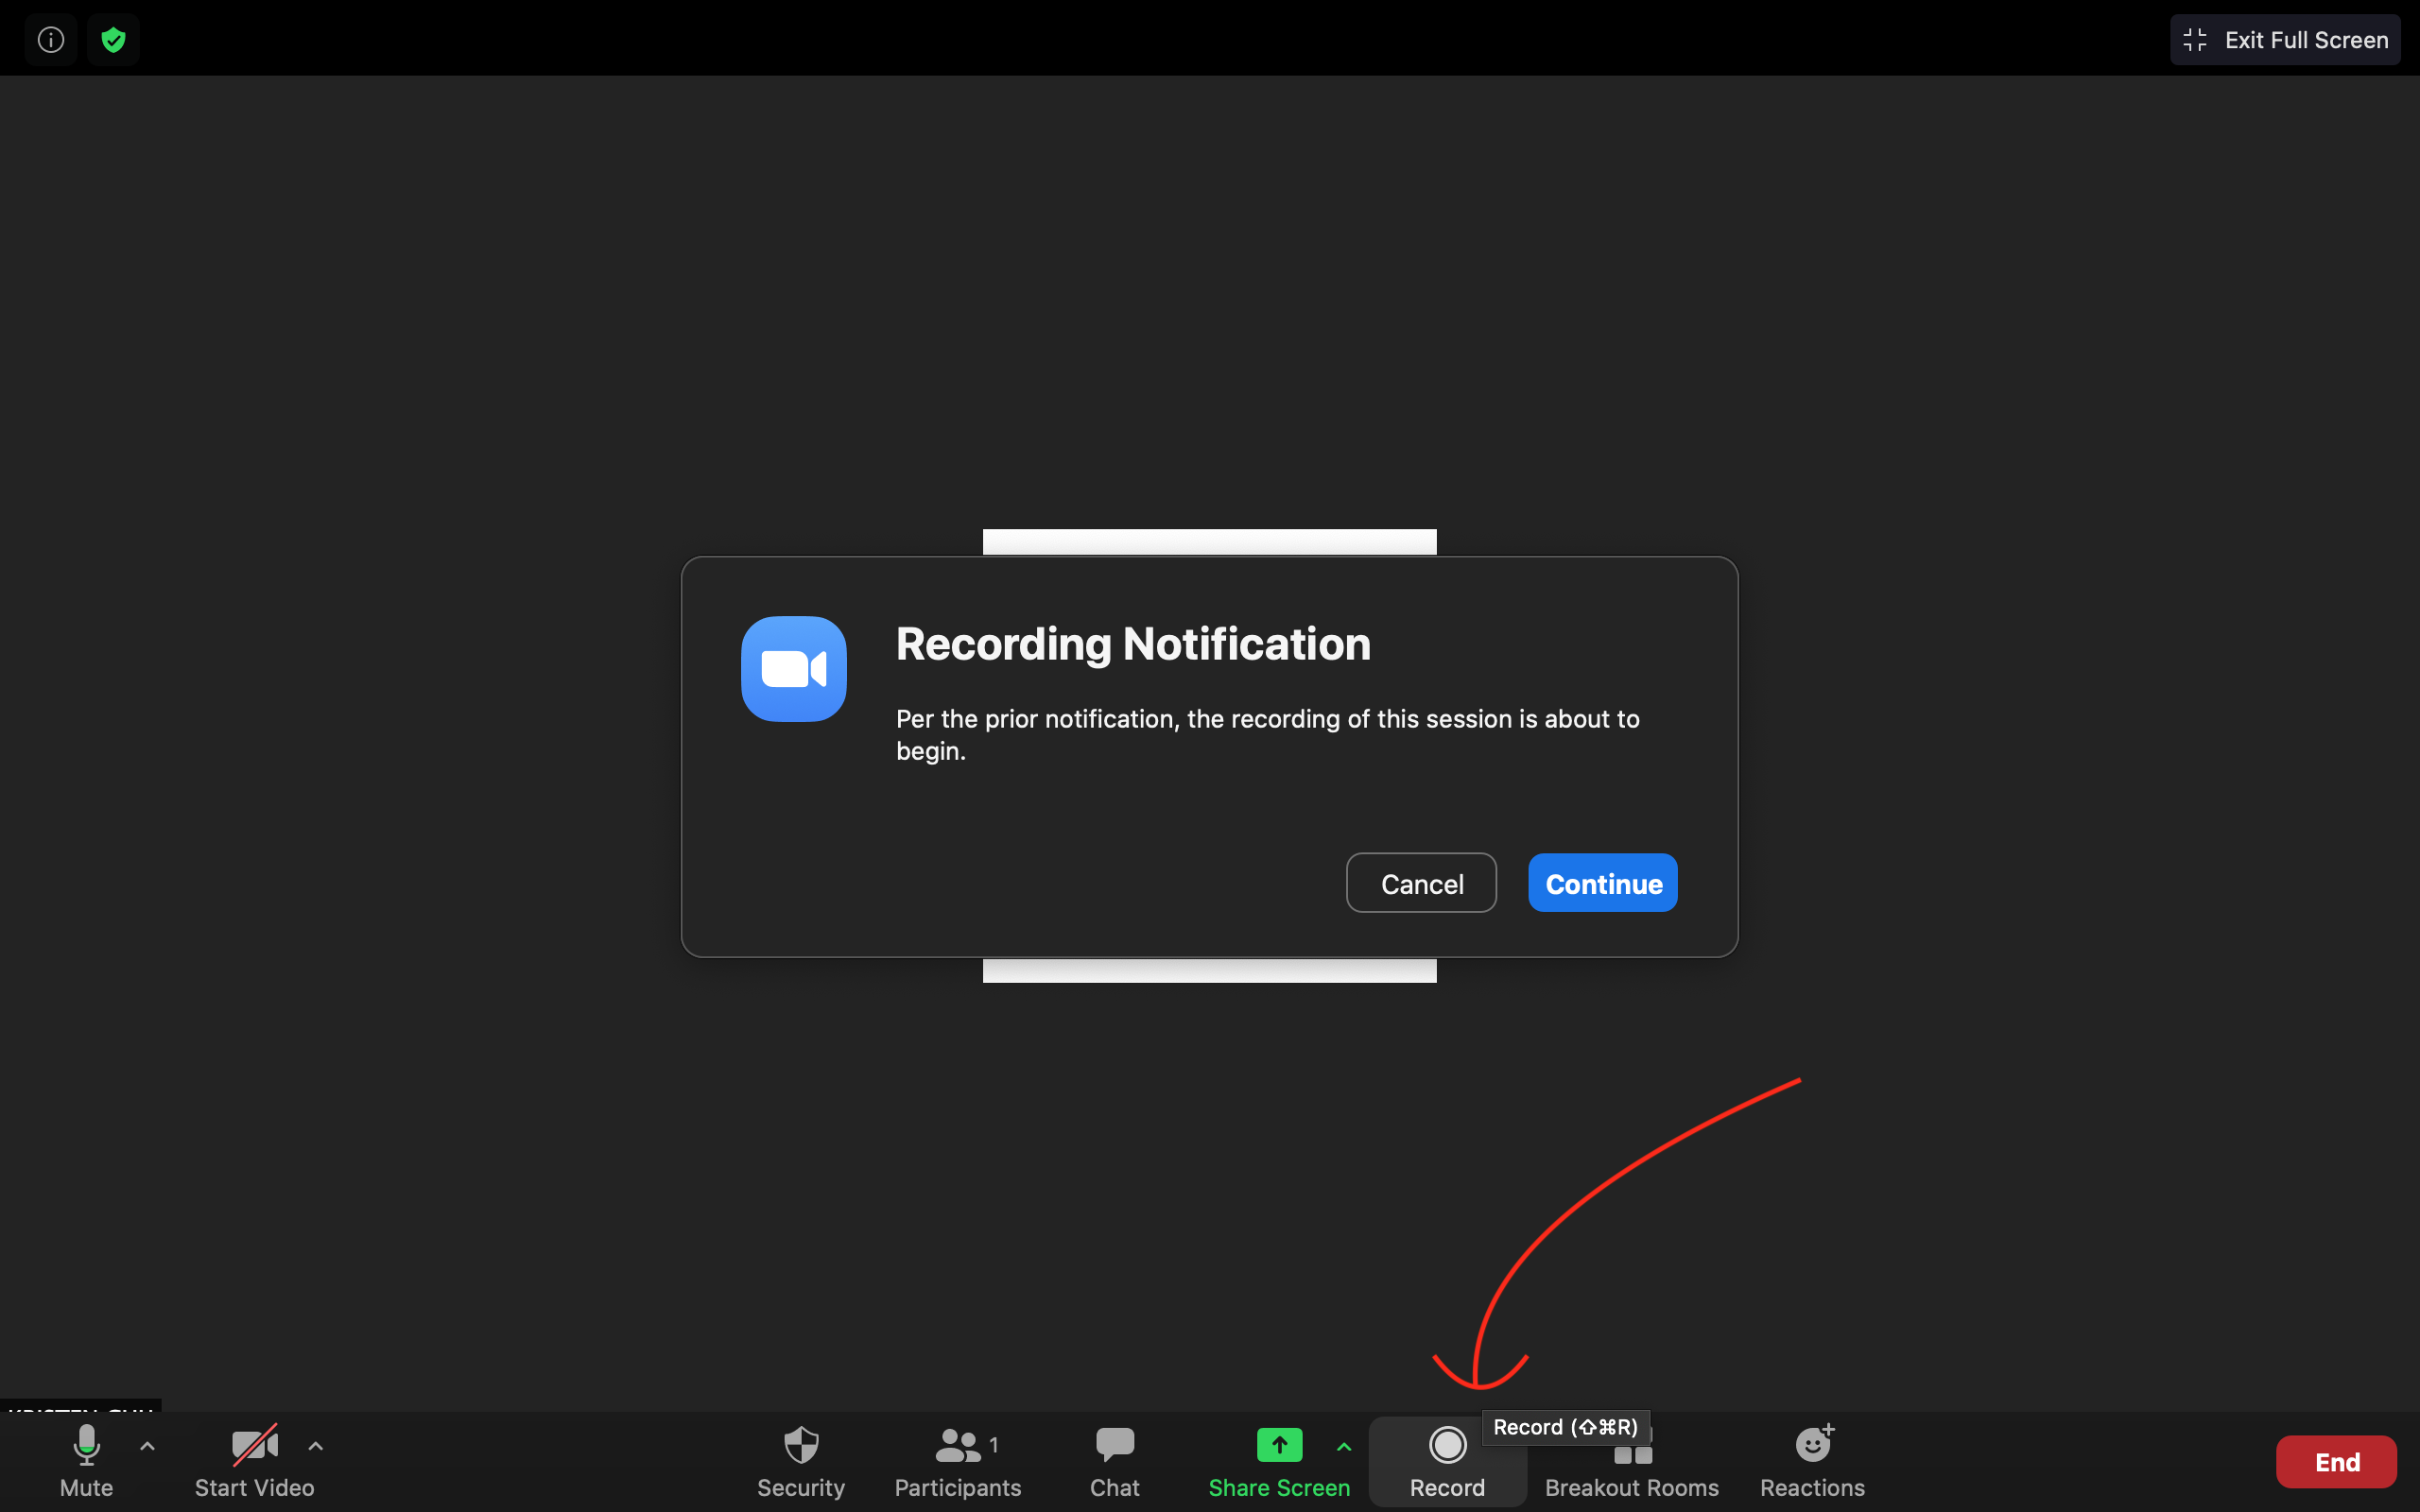 Exit Full Screen
Recording Notification
Per the prior notification, the recording of this session is about to
begin.
Cancel
Continue
Record (⇧⌘R)
1
Mute
Start Video
Security
Participants
Chat
Share Screen
Record
Breakout Rooms
Reactions
End